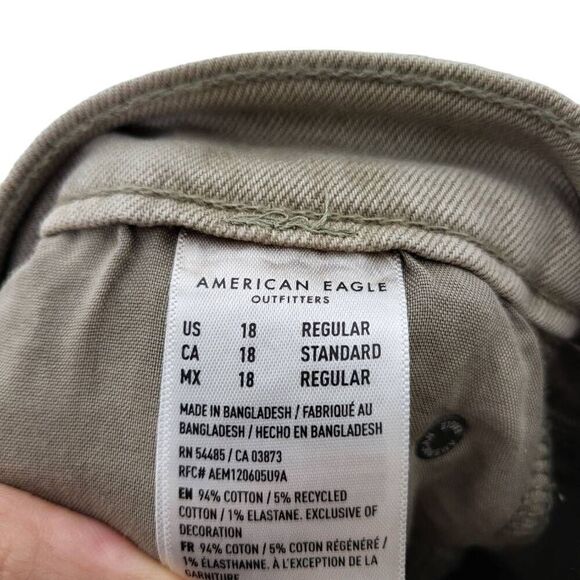 AMERICAN EAGLE
OUTFITTERS
US 18 REGULAR
CA 18 STANDARD
MX 18 REGULAR
MADE IN BANGLADESH / FABRIQUÉ AU
BANGLADESH / HECHO EN BANGLADESH
RN 54485 / CA 03873
RFC# AEM120605U9A
EN 94% COTTON / 5% RECYCLED
COTTON / 1% ELASTANE. EXCLUSIVE OF
DECORATION
FR 94% COTON / 5% COTON RÉGÉNÉRÉ /
1% ÉLASTHANNE. À L'EXCEPTION DE LA
GARNITURE